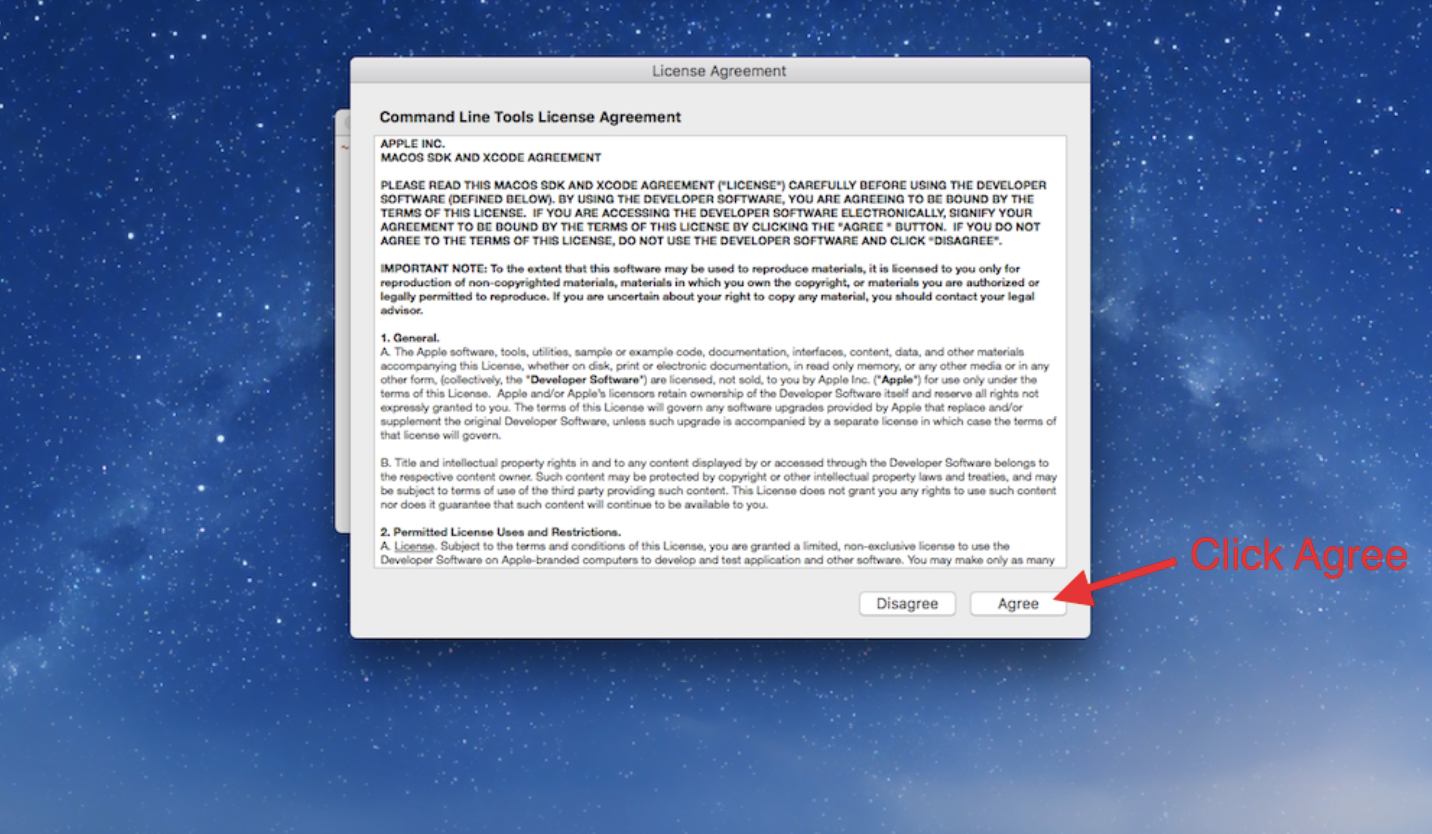 License Agreement
Command Line Tools License Agreement
APPLE INC.
MACOS SDK AND XCODE AGREEMENT
PLEASE READ THIS MACOS SDK AND XCODE AGREEMENT ("LICENSE") CAREFULLY BEFORE USING THE DEVELOPER
SOFTWARE (DEFINED BELOW). BY USING THE DEVELOPER SOFTWARE, YOU ARE AGREEING TO BE BOUND BY THE
TERMS OF THIS LICENSE.  IF YOU ARE ACCESSING THE DEVELOPER SOFTWARE ELECTRONICALLY, SIGNIFY YOUR
AGREEMENT TO BE BOUND BY THE TERMS OF THIS LICENSE BY CLICKING THE "AGREE " BUTTON.  IF YOU DO NOT
AGREE TO THE TERMS OF THIS LICENSE, DO NOT USE THE DEVELOPER SOFTWARE AND CLICK "DISAGREE".
IMPORTANT NOTE: To the extent that this software may be used to reproduce materials, it is licensed to you only for
reproduction of non-copyrighted materials, materials in which you own the copyright, or materials you are authorized or
legally permitted to reproduce. If you are uncertain about your right to copy any material, you should contact your legal
advisor.
1. General.
A. The Apple software, tools, utilities, sample or example code, documentation, interfaces, content, data, and other materials
accompanying this License, whether on disk, print or electronic documentation, in read only memory, or any other media or in any
other form, (collectively, the "Developer Software") are licensed, not sold, to you by Apple Inc. ("Apple") for use only under the
terms of this License.  Apple and/or Apple's licensors retain ownership of the Developer Software itself and reserve all rights not
expressly granted to you. The terms of this License will govern any software upgrades provided by Apple that replace and/or
supplement the original Developer Software, unless such upgrade is accompanied by a separate license in which case the terms of
that license will govern.
B. Title and intellectual property rights in and to any content displayed by or accessed through the Developer Software belongs to
the respective content owner. Such content may be protected by copyright or other intellectual property laws and treaties, and may
be subject to terms of use of the third party providing such content. This License does not grant you any rights to use such content
nor does it guarantee that such content will continue to be available to you.
2. Permitted License Uses and Restrictions.
A. License. Subject to the terms and conditions of this License, you are granted a limited, non-exclusive license to use the
Developer Software on Apple-branded computers to develop and test application and other software. You may make only as many
Click Agree
Disagree
Agree
~